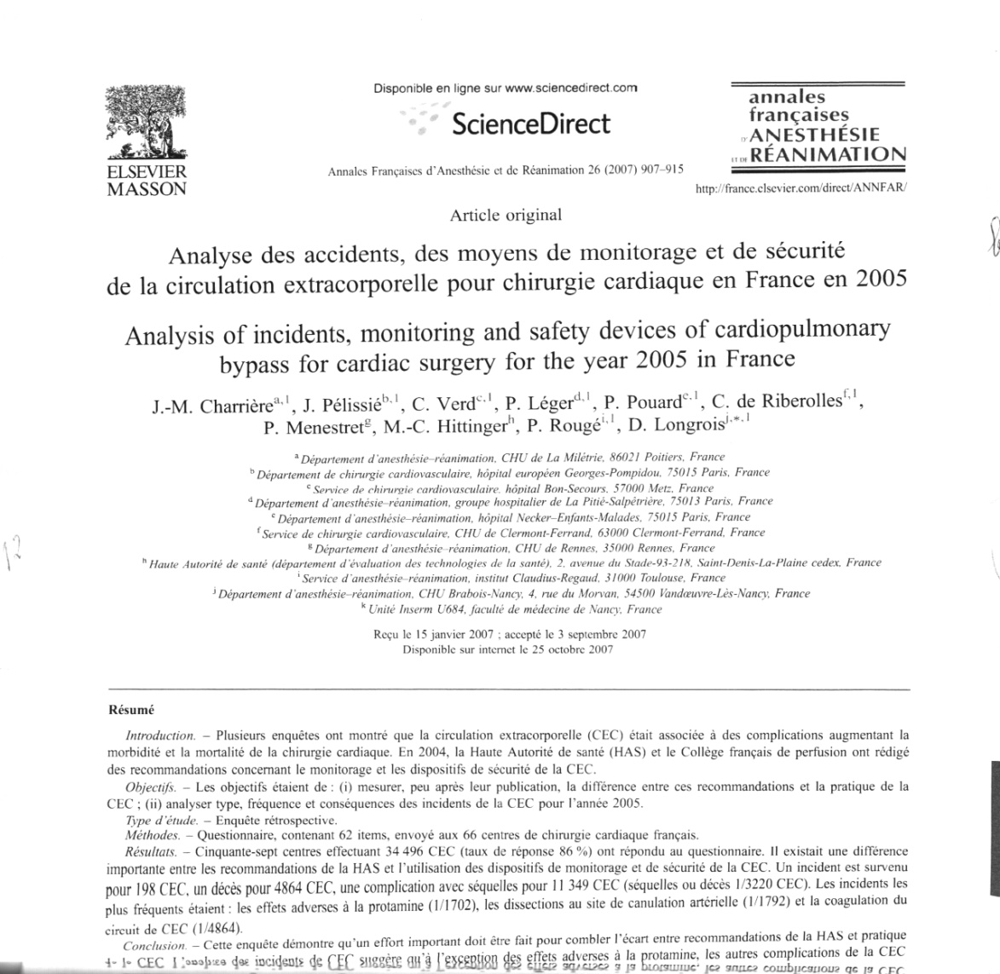 Disponible en ligne sur www.sciencedirect.com
ScienceDirect
ELSEVIER
MASSON
annales
françaises
D'ANESTHÉSIE
ET DE RÉANIMATION
Annales Françaises d'Anesthésie et de Réanimation 26 (2007) 907–915
http://france.elsevier.com/direct/ANNFAR/
Article original
Analyse des accidents, des moyens de monitorage et de sécurité
de la circulation extracorporelle pour chirurgie cardiaque en France en 2005
Analysis of incidents, monitoring and safety devices of cardiopulmonary
bypass for cardiac surgery for the year 2005 in France
J.-M. Charrière a,1, J. Pélissié b,1, C. Verd c,1, P. Léger d,1, P. Pouard e,1, C. de Riberolles f,1,
P. Menestret g, M.-C. Hittinger h, P. Rougé i,1, D. Longrois j,*,1
a Département d'anesthésie–réanimation, CHU de La Milétrie, 86021 Poitiers, France
b Département de chirurgie cardiovasculaire, hôpital européen Georges-Pompidou, 75015 Paris, France
c Service de chirurgie cardiovasculaire, hôpital Bon-Secours, 57000 Metz, France
d Département d'anesthésie–réanimation, groupe hospitalier de La Pitié-Salpêtrière, 75013 Paris, France
e Département d'anesthésie–réanimation, hôpital Necker–Enfants-Malades, 75015 Paris, France
f Service de chirurgie cardiovasculaire, CHU de Clermont-Ferrand, 63000 Clermont-Ferrand, France
g Département d'anesthésie–réanimation, CHU de Rennes, 35000 Rennes, France
h Haute Autorité de santé (département d'évaluation des technologies de la santé), 2, avenue du Stade-93-218, Saint-Denis-La-Plaine cedex, France
i Service d'anesthésie–réanimation, institut Claudius-Regaud, 31000 Toulouse, France
j Département d'anesthésie–réanimation, CHU Brabois-Nancy, 4, rue du Morvan, 54500 Vandœuvre-Lès-Nancy, France
k Unité Inserm U684, faculté de médecine de Nancy, France
Reçu le 15 janvier 2007 ; accepté le 3 septembre 2007
Disponible sur internet le 25 octobre 2007
Résumé
Introduction. – Plusieurs enquêtes ont montré que la circulation extracorporelle (CEC) était associée à des complications augmentant la
morbidité et la mortalité de la chirurgie cardiaque. En 2004, la Haute Autorité de santé (HAS) et le Collège français de perfusion ont rédigé
des recommandations concernant le monitorage et les dispositifs de sécurité de la CEC.
Objectifs. – Les objectifs étaient de : (i) mesurer, peu après leur publication, la différence entre ces recommandations et la pratique de la
CEC ; (ii) analyser type, fréquence et conséquences des incidents de la CEC pour l'année 2005.
Type d'étude. – Enquête rétrospective.
Méthodes. – Questionnaire, contenant 62 items, envoyé aux 66 centres de chirurgie cardiaque français.
Résultats. – Cinquante-sept centres effectuant 34 496 CEC (taux de réponse 86 %) ont répondu au questionnaire. Il existait une différence
importante entre les recommandations de la HAS et l'utilisation des dispositifs de monitorage et de sécurité de la CEC. Un incident est survenu
pour 198 CEC, un décès pour 4864 CEC, une complication avec séquelles pour 11 349 CEC (séquelles ou décès 1/3220 CEC). Les incidents les
plus fréquents étaient : les effets adverses à la protamine (1/1702), les dissections au site de canulation artérielle (1/1792) et la coagulation du
circuit de CEC (1/4864).
Conclusion. – Cette enquête démontre qu'un effort important doit être fait pour combler l'écart entre recommandations de la HAS et pratique
CEC des incidents de CEC suggère qu'à l'exception des effets adverses à la protamine, les autres complications de la CEC